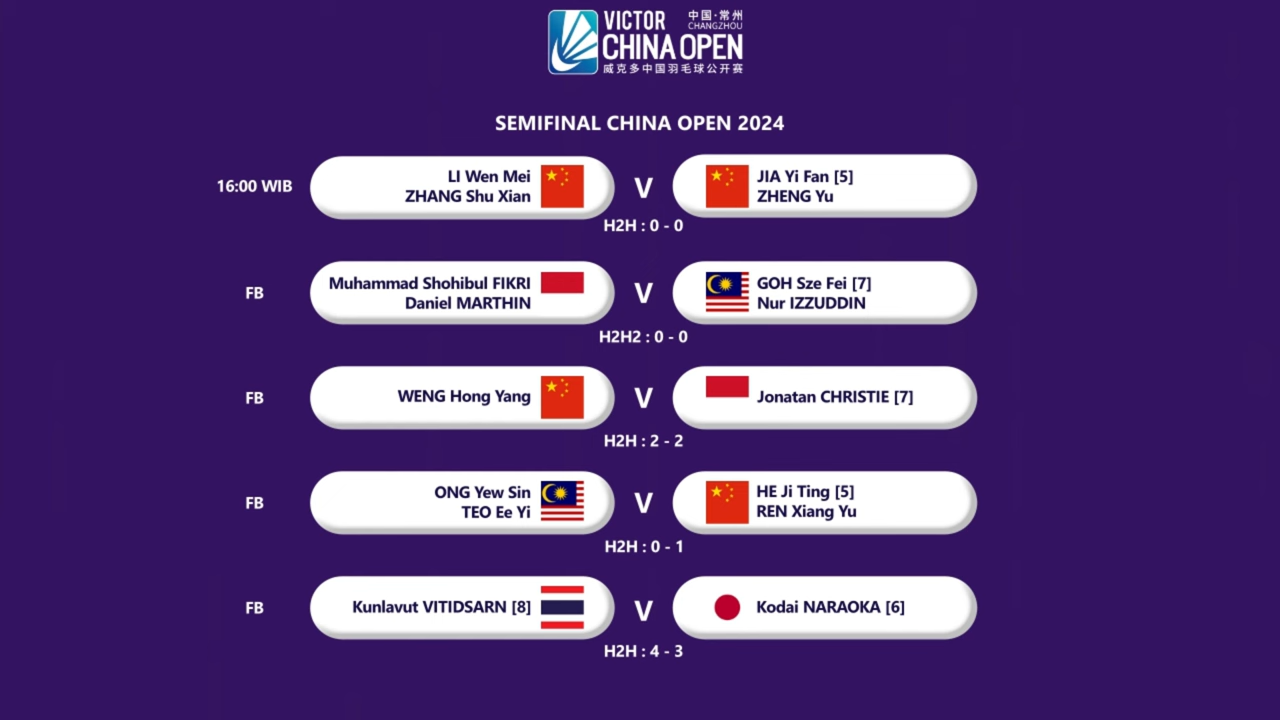 VICTOR
中国·常州
CHANGZHOU
CHINA OPEN
威克多中国羽毛球公开赛
SEMIFINAL CHINA OPEN 2024
16:00 WIB
LI Wen Mei
ZHANG Shu Xian
V
JIA Yi Fan [5]
ZHENG Yu
H2H : 0 - 0
FB
Muhammad Shohibul FIKRI
Daniel MARTHIN
V
GOH Sze Fei [7]
Nur IZZUDDIN
H2H2 : 0 - 0
FB
WENG Hong Yang
V
Jonatan CHRISTIE [7]
H2H : 2 - 2
FB
ONG Yew Sin
TEO Ee Yi
V
HE Ji Ting [5]
REN Xiang Yu
H2H : 0 - 1
FB
Kunlavut VITIDSARN [8]
V
Kodai NARAOKA [6]
H2H : 4 - 3